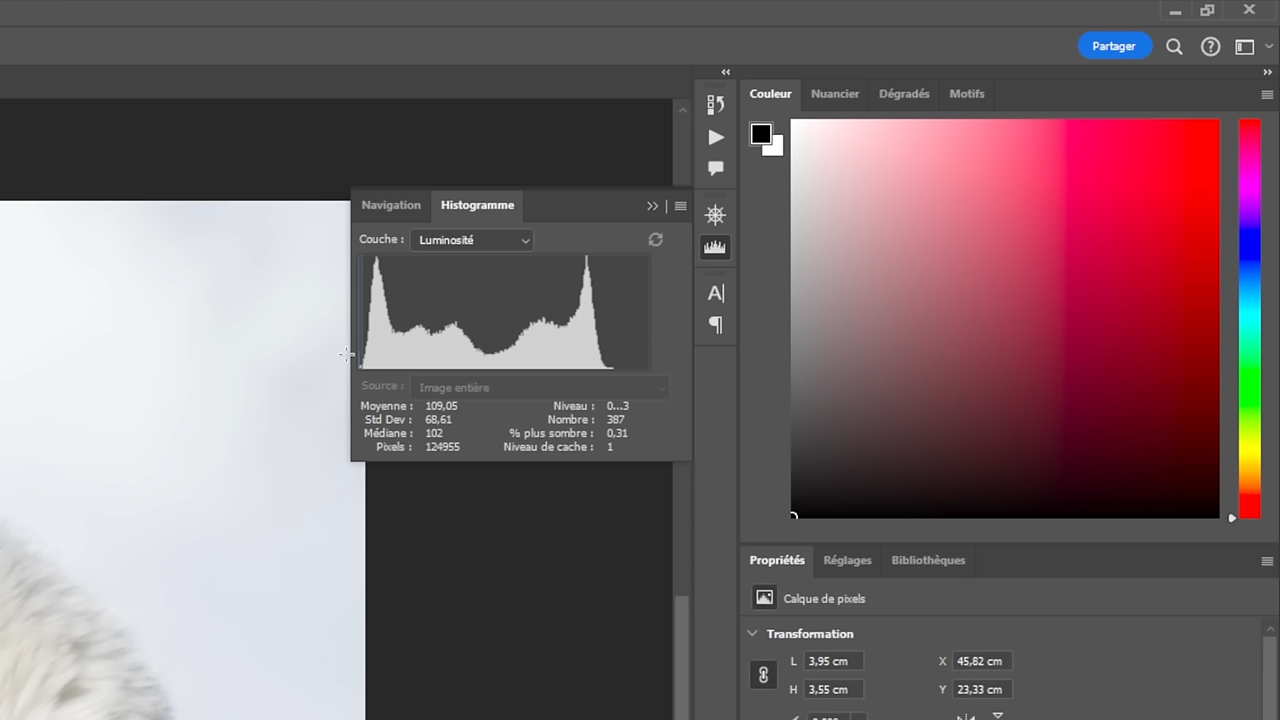 Partager
Couleur Nuancier Dégradés Motifs
Navigation Histogramme
Couche : Luminosité
Source : Image entière
Moyenne : 109,05 Niveau : 0...3
Std Dev : 68,61 Nombre : 387
Médiane : 102 % plus sombre : 0,31
Pixels : 124955 Niveau de cache : 1
A
Propriétés Réglages Bibliothèques
Calque de pixels
Transformation
L 3,95 cm X 45,82 cm
H 3,55 cm Y 23,33 cm